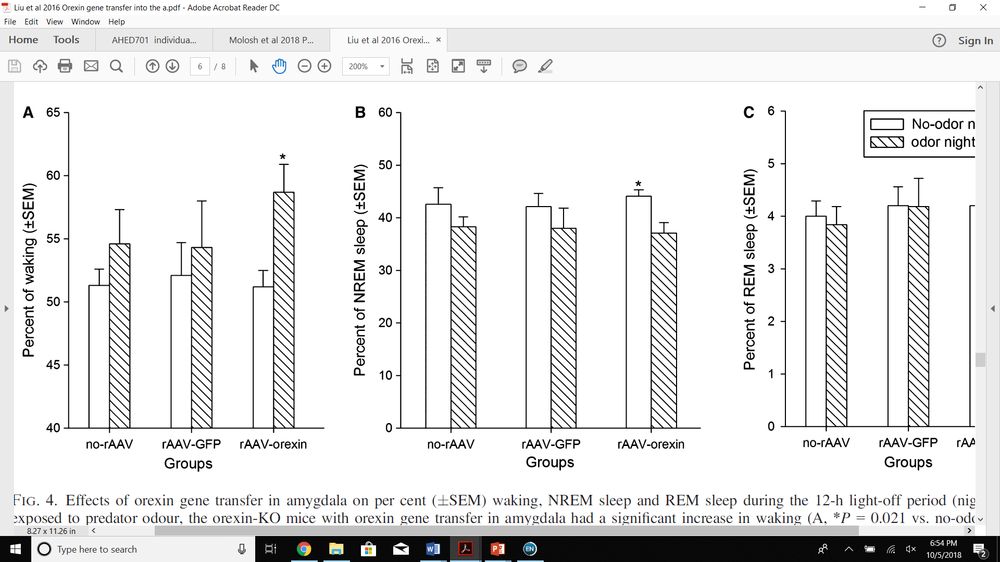 Liu et al 2016 Orexin gene transfer into the a.pdf - Adobe Acrobat Reader DC
File Edit View Window Help
Home Tools AHED701 individua... Molosh et al 2018 P... Liu et al 2016 Orexi... × ? Sign In
6 / 8 200%
A 65 60 55 50 45 40
Percent of waking (±SEM)
*
no-rAAV rAAV-GFP rAAV-orexin
Groups
B 60 50 40 30 20 10 0
Percent of NREM sleep (±SEM)
*
no-rAAV rAAV-GFP rAAV-orexin
Groups
C 6 5 4 3 2 1 0
Percent of REM sleep (±SEM)
No-odor n
odor night
no-rAAV rAAV-GFP rAA
Groups
FIG. 4. Effects of orexin gene transfer in amygdala on per cent (±SEM) waking, NREM sleep and REM sleep during the 12-h light-off period (nig
exposed to predator odour, the orexin-KO mice with orexin gene transfer in amygdala had a significant increase in waking (A, *P = 0.021 vs. no-odo
8.27 x 11.26 in
Type here to search
EN
6:54 PM
10/5/2018
2